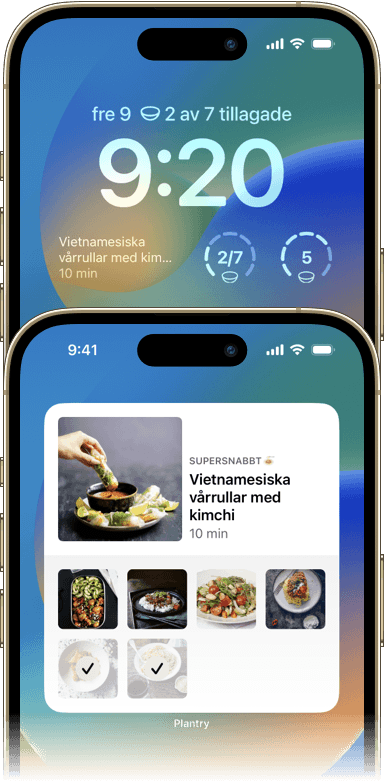 fre 9 2 av 7 tillagade
9:20
Vietnamesiska
vårrullar med kim...
10 min
2/7
5
9:41
SUPERSNABBT
Vietnamesiska
vårrullar med
kimchi
10 min
Plantry